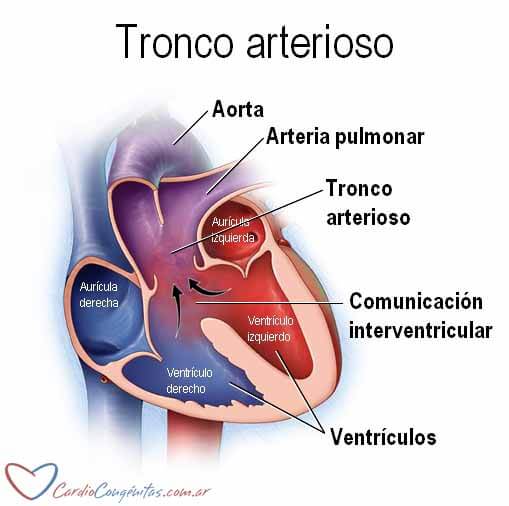 Tronco arterioso
Aorta
Arteria pulmonar
Tronco
arterioso
Aurícula
izquierda
Aurícula
derecha
Comunicación
interventricular
Ventrículo
izquierdo
Ventrículo
derecho
Ventrículos
CardioCongénitas.com.ar